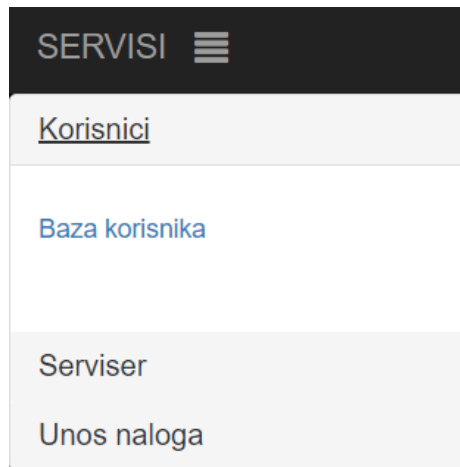 SERVISI
Korisnici
Baza korisnika
Serviser
Unos naloga